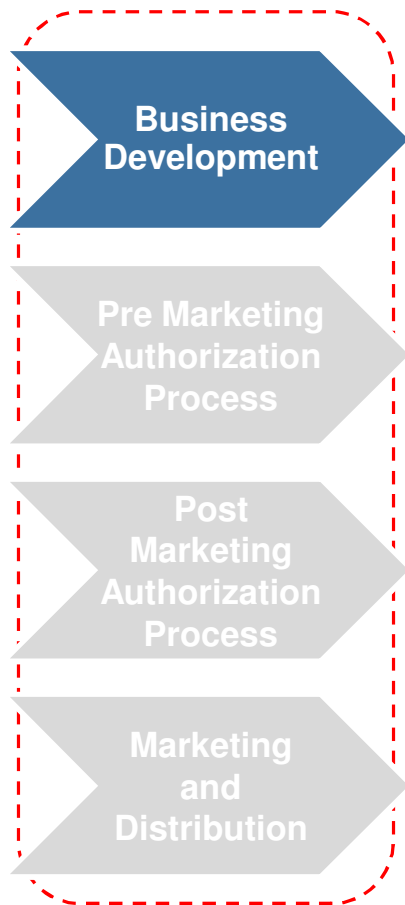 Business
Development
Pre Marketing
Authorization
Process
Post
Marketing
Authorization
Process
Marketing
and
Distribution